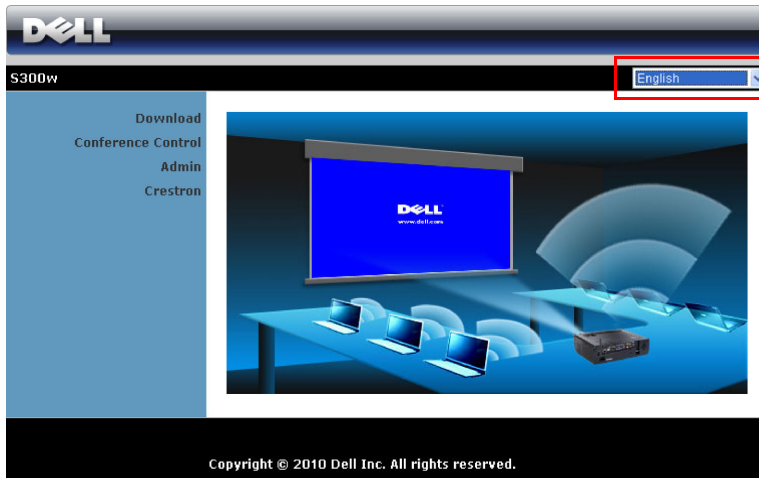 DELL
S300w
English
Download
Conference Control
Admin
Crestron
DELL
www.dell.com
Copyright © 2010 Dell Inc. All rights reserved.